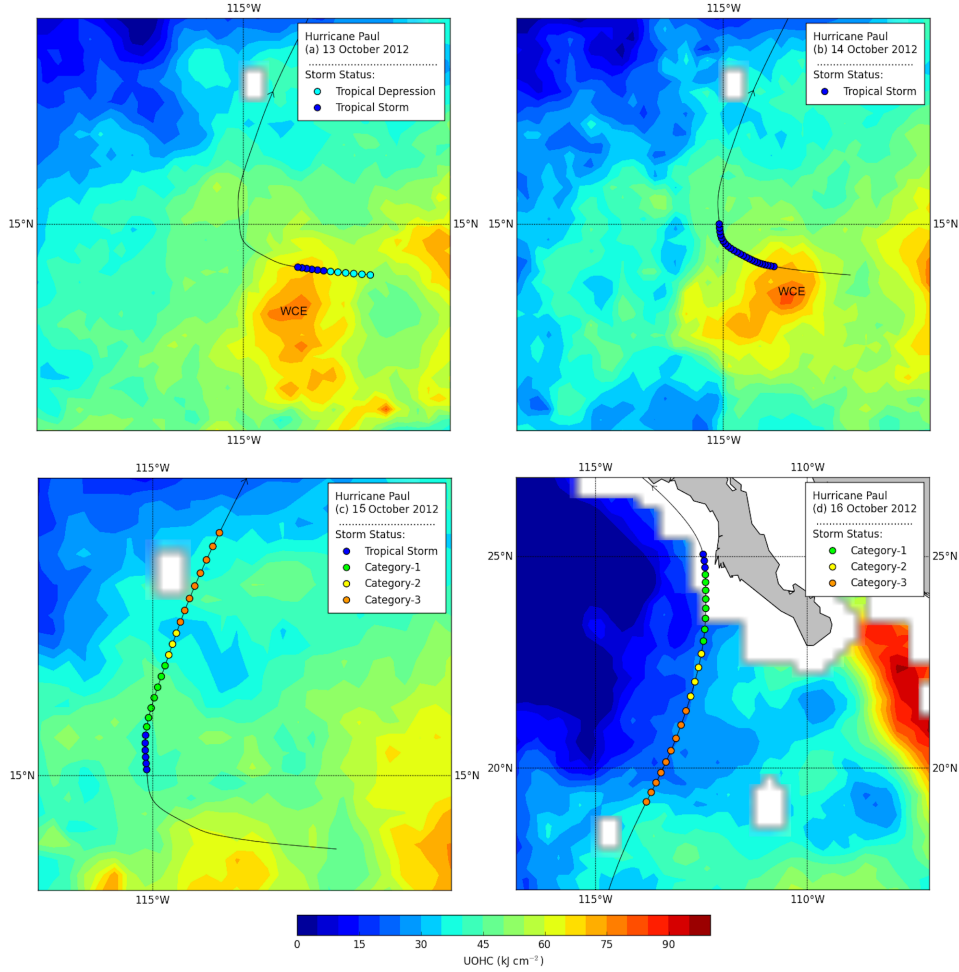 115°W
Hurricane Paul
(a) 13 October 2012
Storm Status:
Tropical Depression
Tropical Storm
15°N
15°N
WCE
115°W
115°W
Hurricane Paul
(b) 14 October 2012
Storm Status:
Tropical Storm
15°N
15°N
WCE
115°W
115°W
Hurricane Paul
(c) 15 October 2012
Storm Status:
Tropical Storm
Category-1
Category-2
Category-3
15°N
15°N
115°W
115°W 110°W
Hurricane Paul
(d) 16 October 2012
Storm Status:
Category-1
Category-2
Category-3
25°N
25°N
20°N
20°N
115°W 110°W
0 15 30 45 60 75 90
UOHC (kJ cm⁻²)